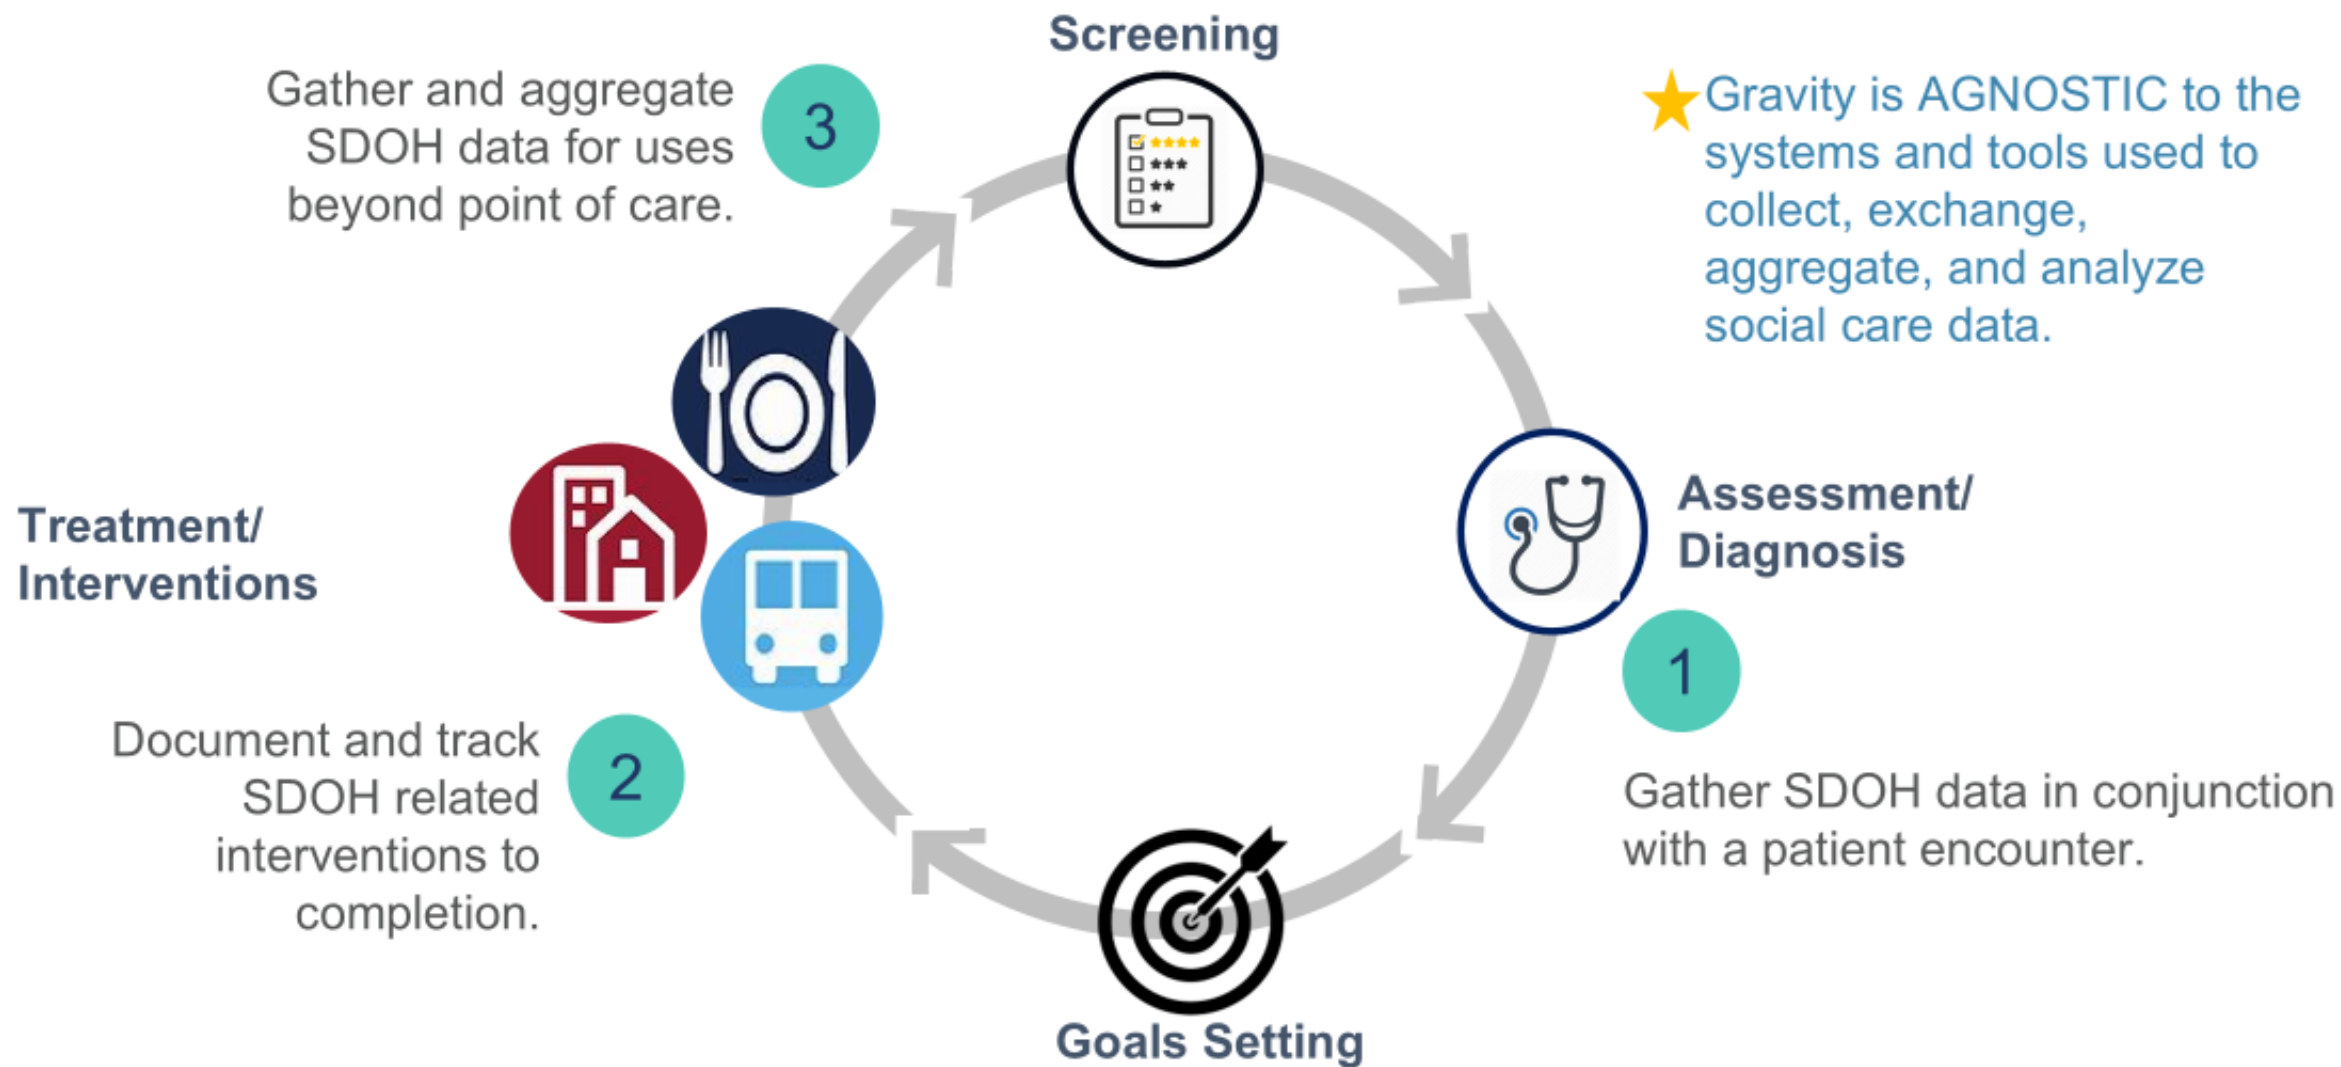 Screening
Gather and aggregate
SDOH data for uses
beyond point of care.
3
Gravity is AGNOSTIC to the
systems and tools used to
collect, exchange,
aggregate, and analyze
social care data.
Assessment/
Diagnosis
1
Gather SDOH data in conjunction
with a patient encounter.
Treatment/
Interventions
2
Document and track
SDOH related
interventions to
completion.
Goals Setting